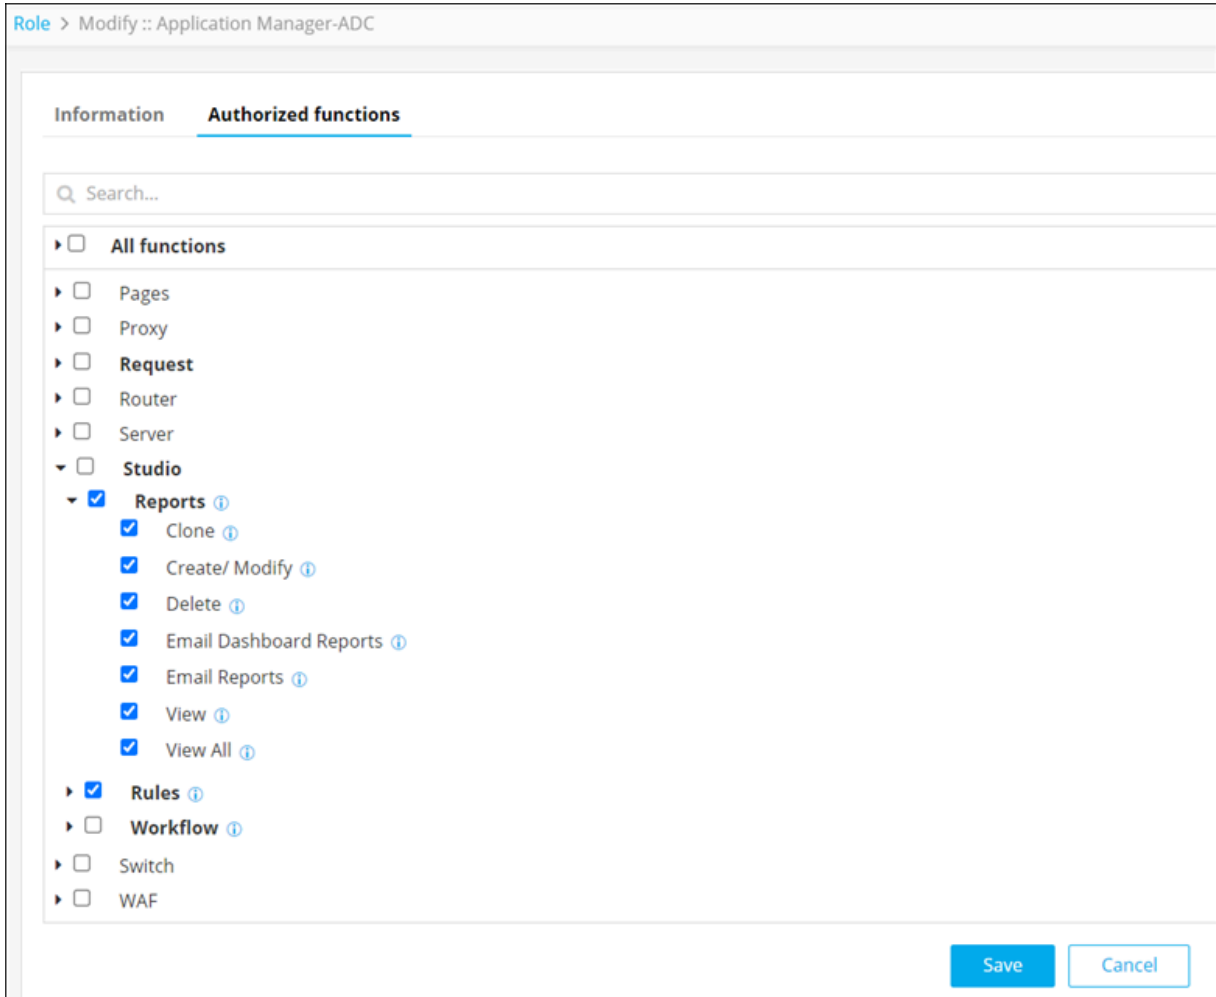 Role > Modify :: Application Manager-ADC
Information Authorized functions
Search...
All functions
Pages
Proxy
Request
Router
Server
Studio
Reports
Clone
Create/ Modify
Delete
Email Dashboard Reports
Email Reports
View
View All
Rules
Workflow
Switch
WAF
Save Cancel